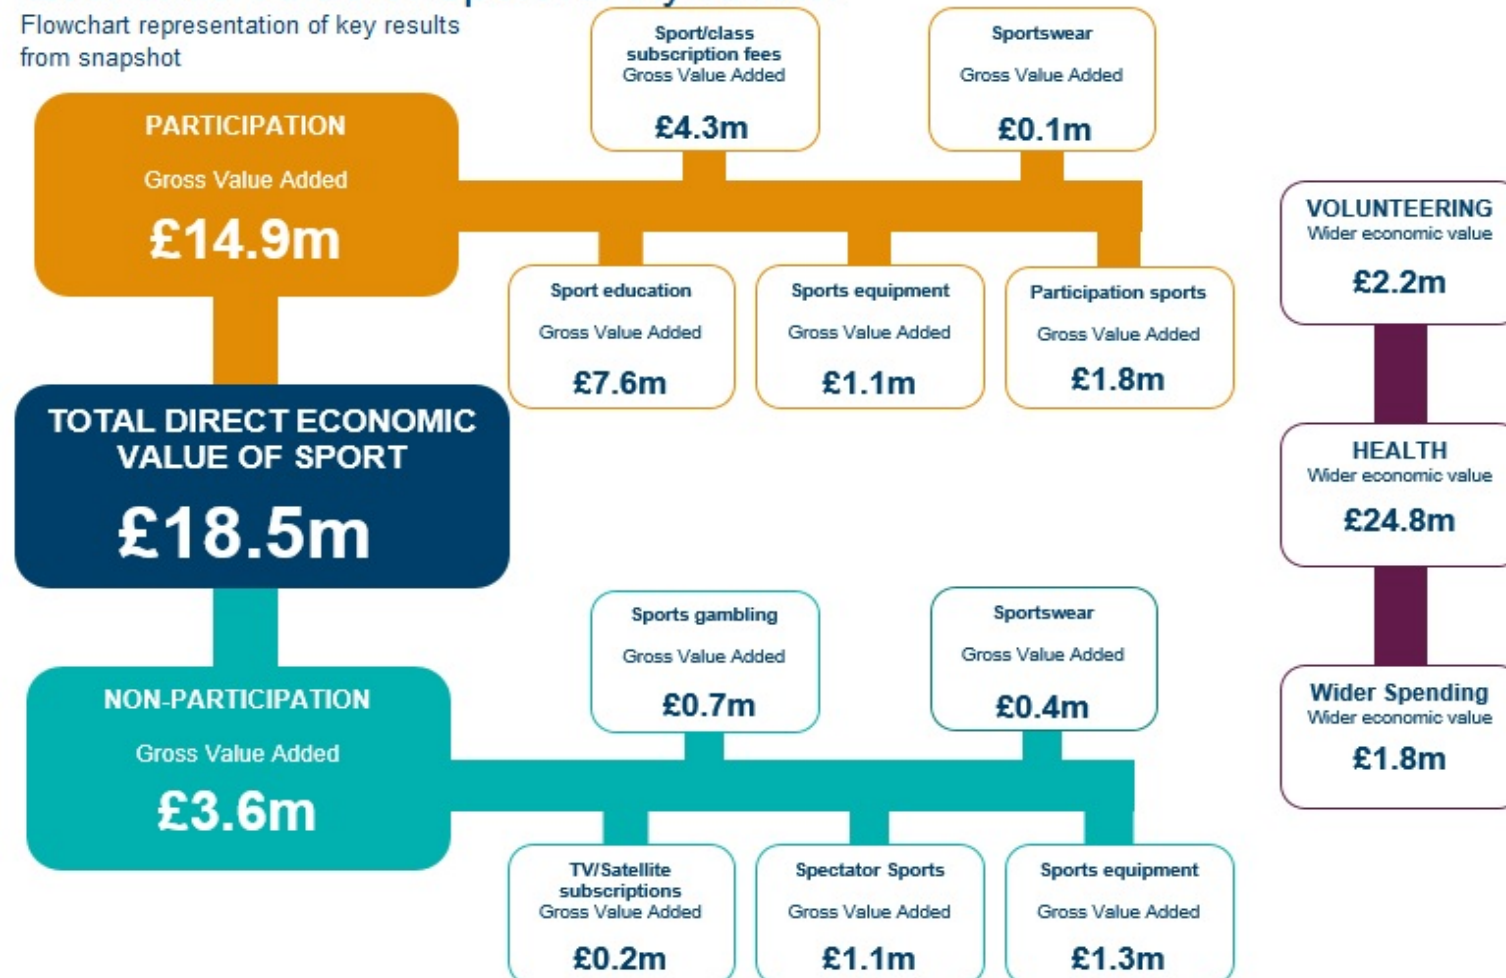 Flowchart representation of key results
from snapshot
PARTICIPATION
Gross Value Added
£14.9m
Sport/class
subscription fees
Gross Value Added
£4.3m
Sportswear
Gross Value Added
£0.1m
Sport education
Gross Value Added
£7.6m
Sports equipment
Gross Value Added
£1.1m
Participation sports
Gross Value Added
£1.8m
TOTAL DIRECT ECONOMIC
VALUE OF SPORT
£18.5m
NON-PARTICIPATION
Gross Value Added
£3.6m
Sports gambling
Gross Value Added
£0.7m
Sportswear
Gross Value Added
£0.4m
TV/Satellite
subscriptions
Gross Value Added
£0.2m
Spectator Sports
Gross Value Added
£1.1m
Sports equipment
Gross Value Added
£1.3m
VOLUNTEERING
Wider economic value
£2.2m
HEALTH
Wider economic value
£24.8m
Wider Spending
Wider economic value
£1.8m